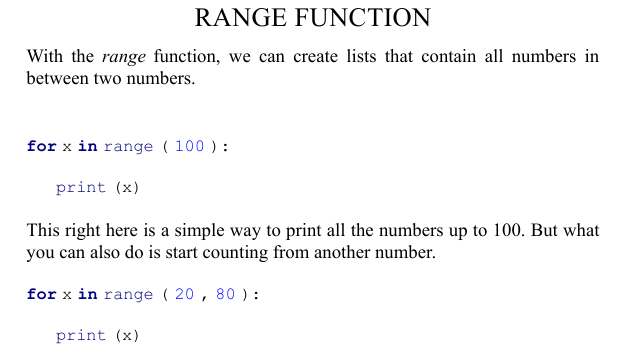 RANGE FUNCTION
With the range function, we can create lists that contain all numbers in
between two numbers.
for x in range ( 100 ):
print (x)
This right here is a simple way to print all the numbers up to 100. But what
you can also do is start counting from another number.
for x in range ( 20 , 80 ):
print (x)